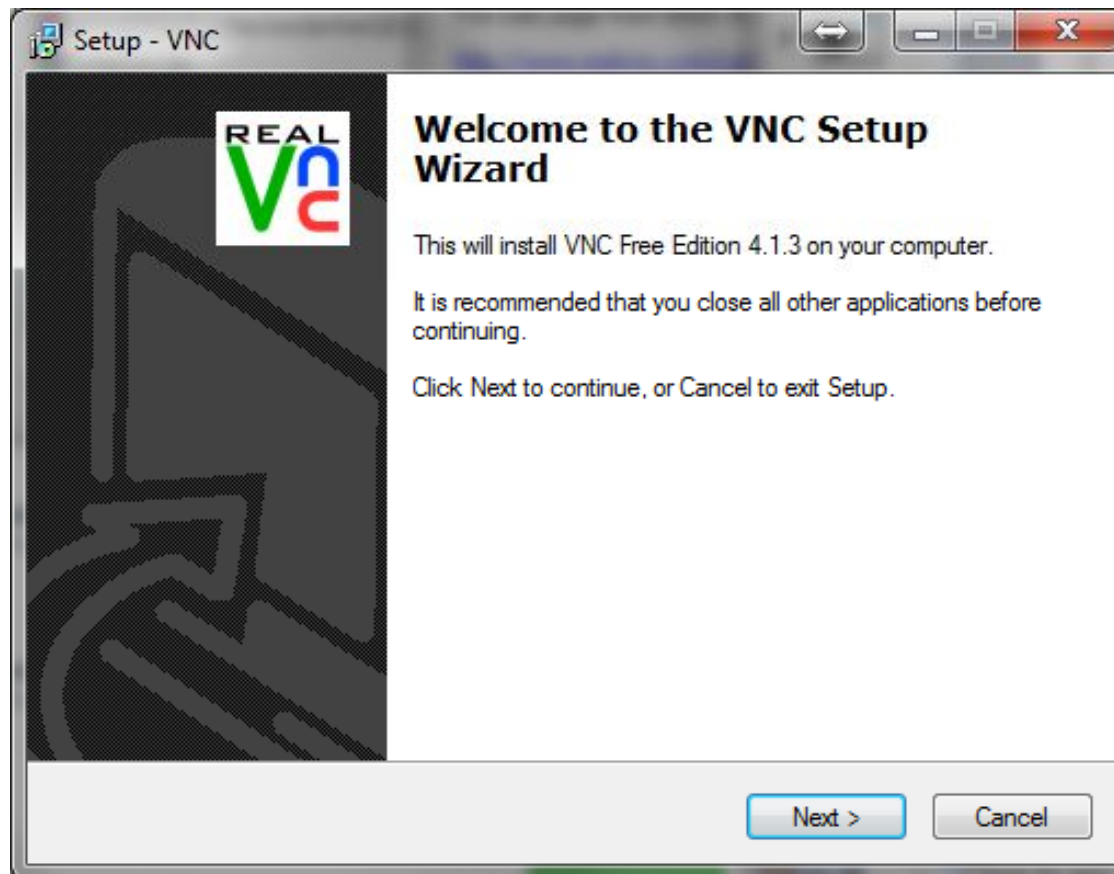 Setup - VNC
REAL
VNC
Welcome to the VNC Setup
Wizard
This will install VNC Free Edition 4.1.3 on your computer.
It is recommended that you close all other applications before
continuing.
Click Next to continue, or Cancel to exit Setup.
Next >
Cancel